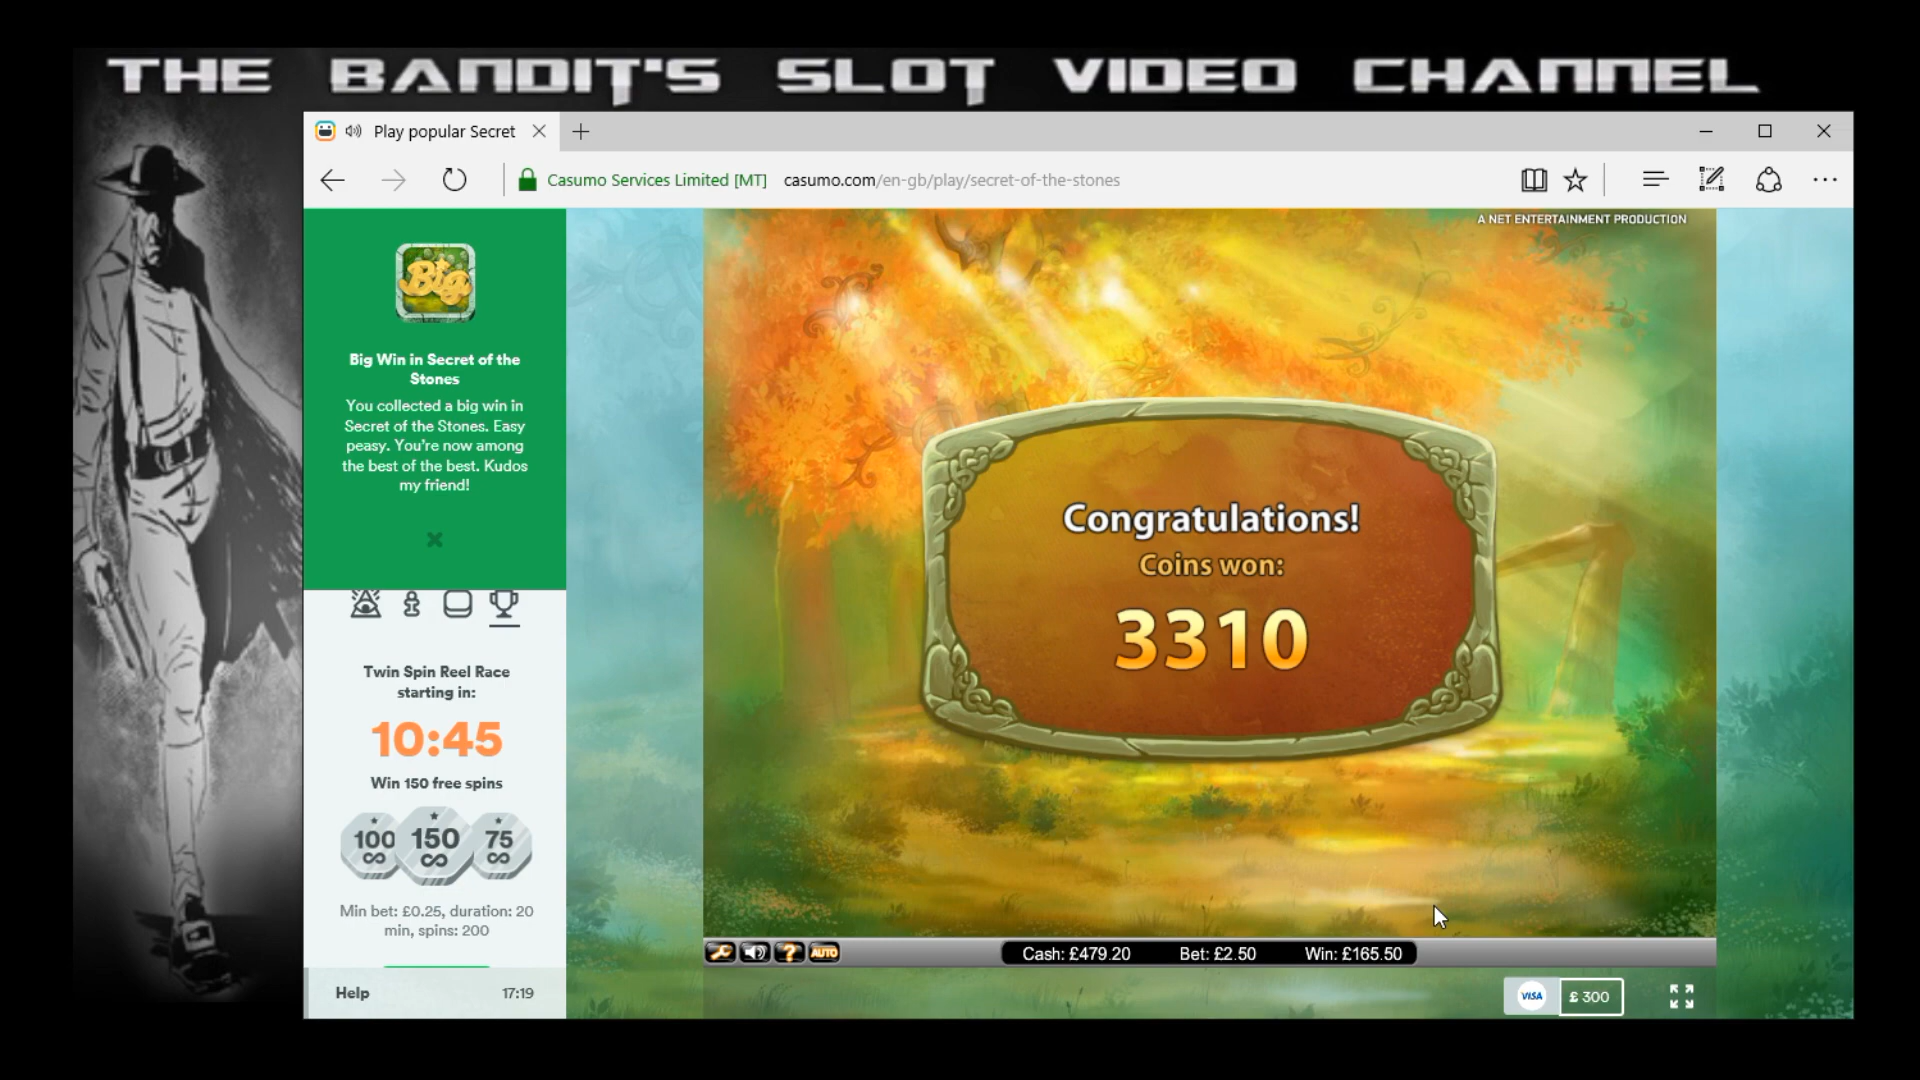 THE BANDIT'S SLOT VIDEO CHANNEL
Play popular Secret
Casumo Services Limited [MT] casumo.com/en-gb/play/secret-of-the-stones
A NET ENTERTAINMENT PRODUCTION
Big
Big Win in Secret of the
Stones
You collected a big win in
Secret of the Stones. Easy
peasy. You're now among
the best of the best. Kudos
my friend!
Congratulations!
Coins won:
3310
Twin Spin Reel Race
starting in:
10:45
Win 150 free spins
100 150 75
Min bet: £0.25, duration: 20
min, spins: 200
? AUTO
Cash: £479.20 Bet: £2.50 Win: £165.50
Help 17:19
VISA £ 300